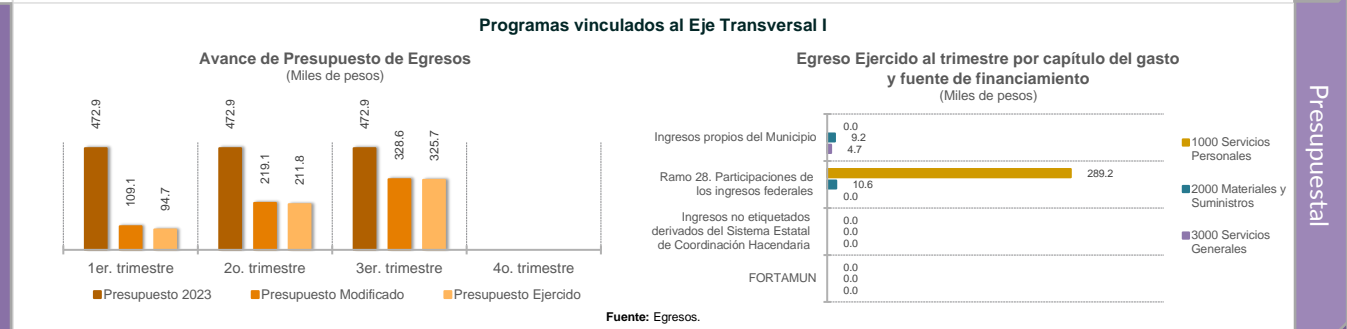 Programas vinculados al Eje Transversal I
Avance de Presupuesto de Egresos
(Miles de pesos)
472.9
109.1
94.7
472.9
219.1
211.8
472.9
328.6
325.7
1er. trimestre
2o. trimestre
3er. trimestre
4o. trimestre
Presupuesto 2023
Presupuesto Modificado
Presupuesto Ejercido
Egreso Ejercido al trimestre por capítulo del gasto
y fuente de financiamiento
(Miles de pesos)
Ingresos propios del Municipio
0.0
9.2
4.7
Ramo 28. Participaciones de
los ingresos federales
289.2
10.6
0.0
Ingresos no etiquetados
derivados del Sistema Estatal
de Coordinación Hacendaria
0.0
0.0
0.0
FORTAMUN
0.0
0.0
0.0
1000 Servicios
Personales
2000 Materiales y
Suministros
3000 Servicios
Generales
Fuente: Egresos.
Presupuestal